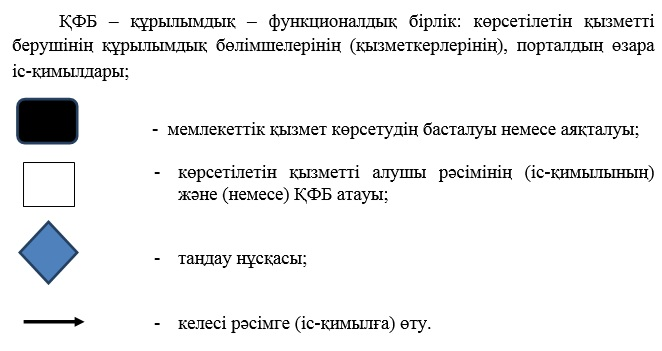 ҚФБ – құрылымдық – функционалдық бірлік: көрсетілетін қызметті
берушінің құрылымдық бөлімшелерінің (қызметкерлерінің), порталдың өзара
іс-қимылдары;
- мемлекеттік қызмет көрсетудің басталуы немесе аяқталуы;
- көрсетілетін қызметті алушы рәсімінің (іс-қимылының)
және (немесе) ҚФБ атауы;
- таңдау нұсқасы;
- келесі рәсімге (іс-қимылға) өту.